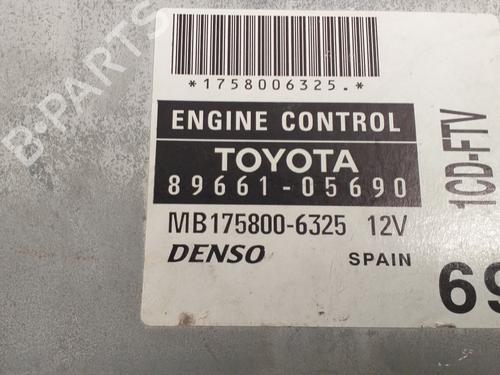 *1758006325.*
ENGINE CONTROL
TOYOTA
89661-05690
MB175800-6325 12V
DENSO SPAIN
1CD-FTV
69
B-PARTS